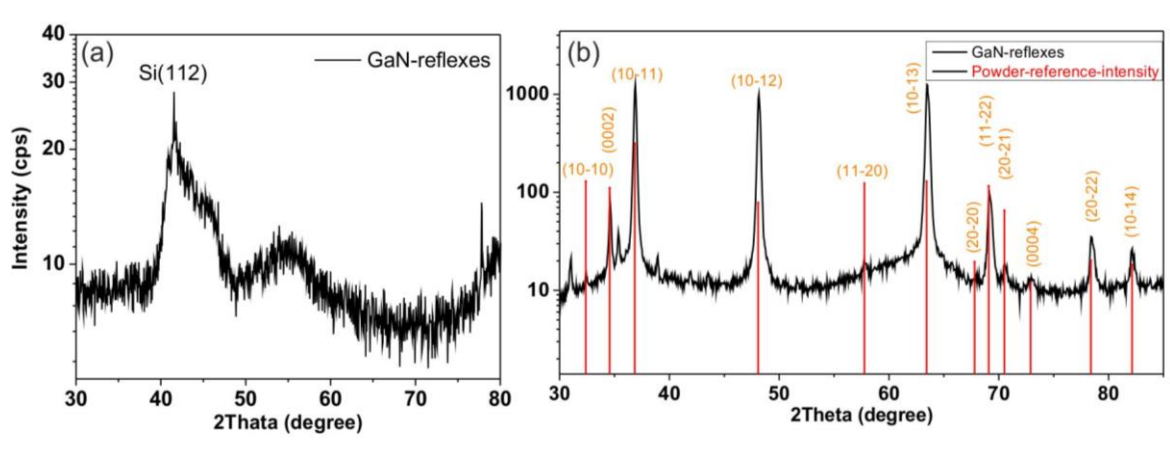 (a)
Si(112)
GaN-reflexes
40
30
20
10
Intensity (cps)
30 40 50 60 70 80
2Thata (degree)
(b)
GaN-reflexes
Powder-reference-intensity
1000
100
10
(10-10)
(0002)
(10-11)
(10-12)
(11-20)
(10-13)
(20-20)
(11-22)
(20-21)
(0004)
(20-22)
(10-14)
30 40 50 60 70 80
2Theta (degree)